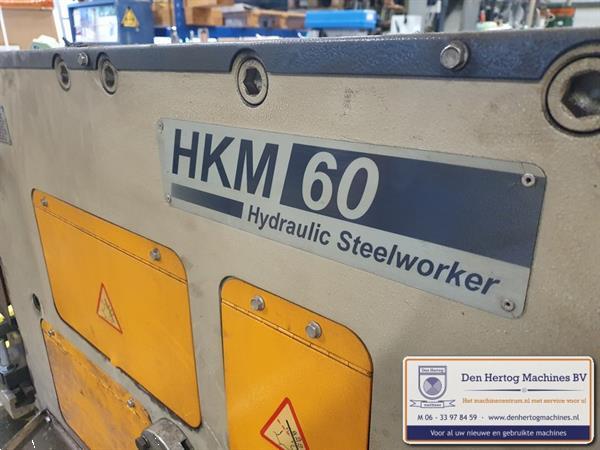 HKM 60
Hydraulic Steelworker
Den Hertog
Den Hertog Machines BV
Het machinecentrum.nl met service voor u!
M 06 - 33 97 84 59 · www.denhertogmachines.nl
Voor al uw nieuwe en gebruikte machines